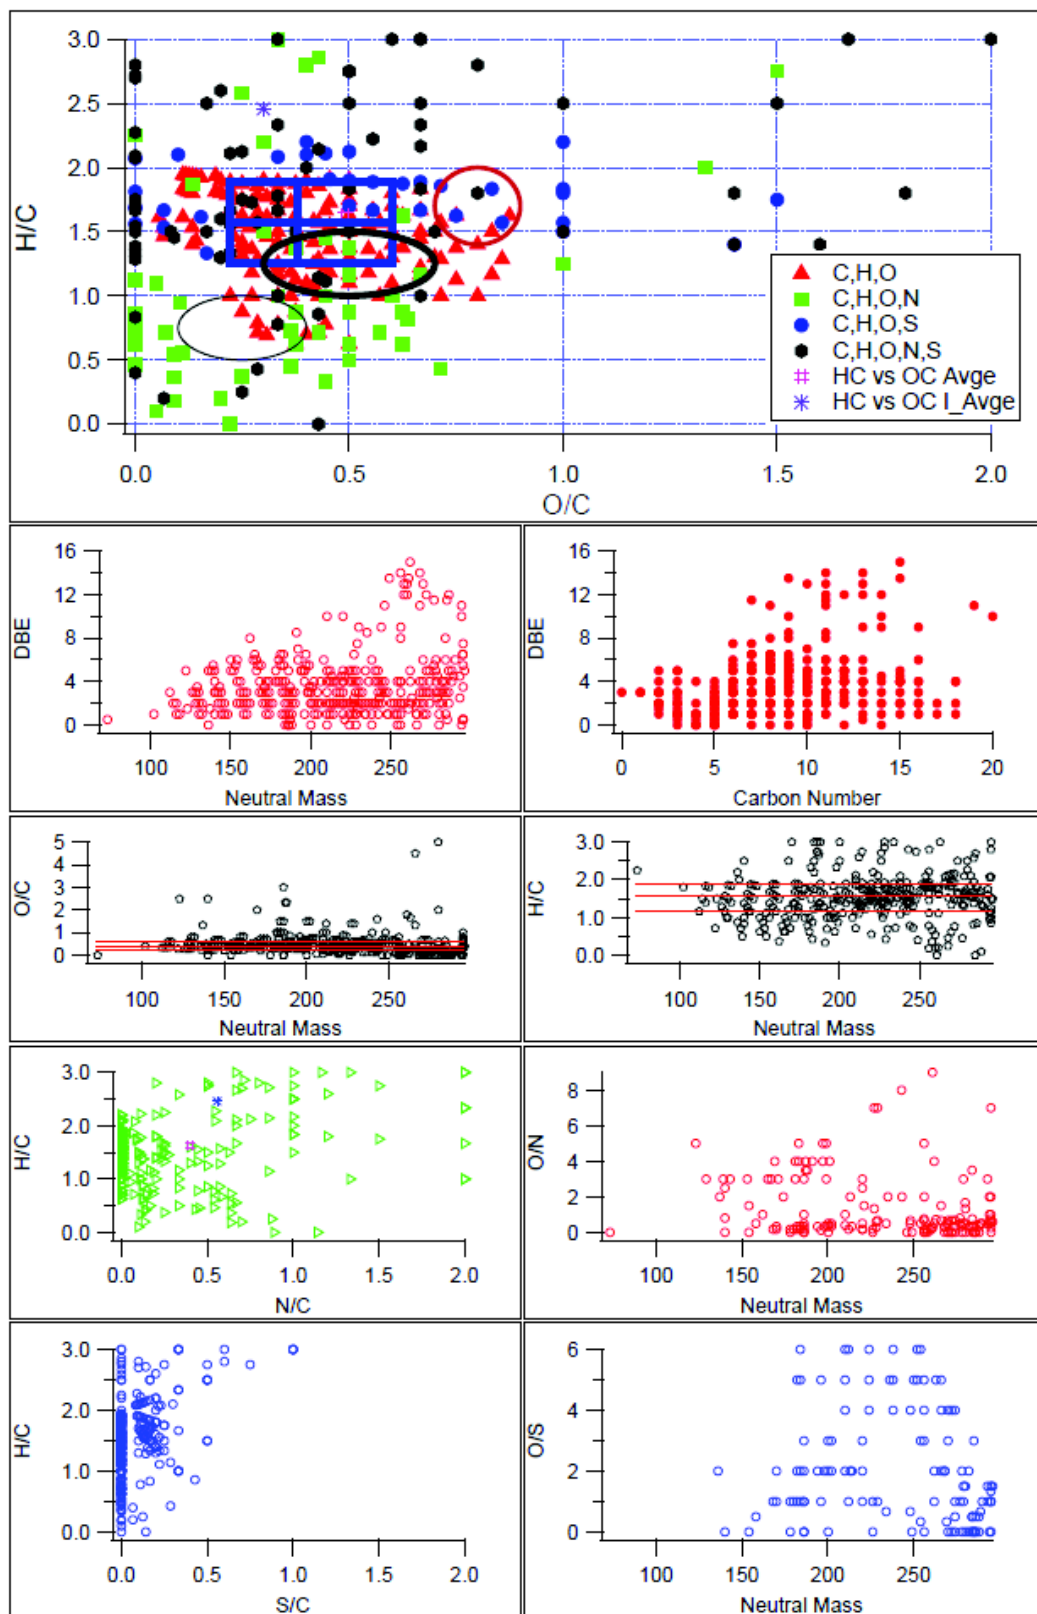 3.0
2.5
2.0
1.5
1.0
0.5
0.0
H/C
C,H,O
C,H,O,N
C,H,O,S
C,H,O,N,S
HC vs OC Avge
HC vs OC I_Avge
0.0 0.5 1.0 1.5 2.0
O/C
16
12
8
4
0
DBE
100 150 200 250
Neutral Mass
16
12
8
4
0
DBE
0 5 10 15 20
Carbon Number
5
4
3
2
1
0
O/C
100 150 200 250
Neutral Mass
3.0
2.0
1.0
0.0
H/C
100 150 200 250
Neutral Mass
3.0
2.0
1.0
0.0
H/C
0.0 0.5 1.0 1.5 2.0
N/C
8
6
4
2
0
O/N
100 150 200 250
Neutral Mass
3.0
2.0
1.0
0.0
H/C
0.0 0.5 1.0 1.5 2.0
S/C
6
4
2
0
O/S
100 150 200 250
Neutral Mass